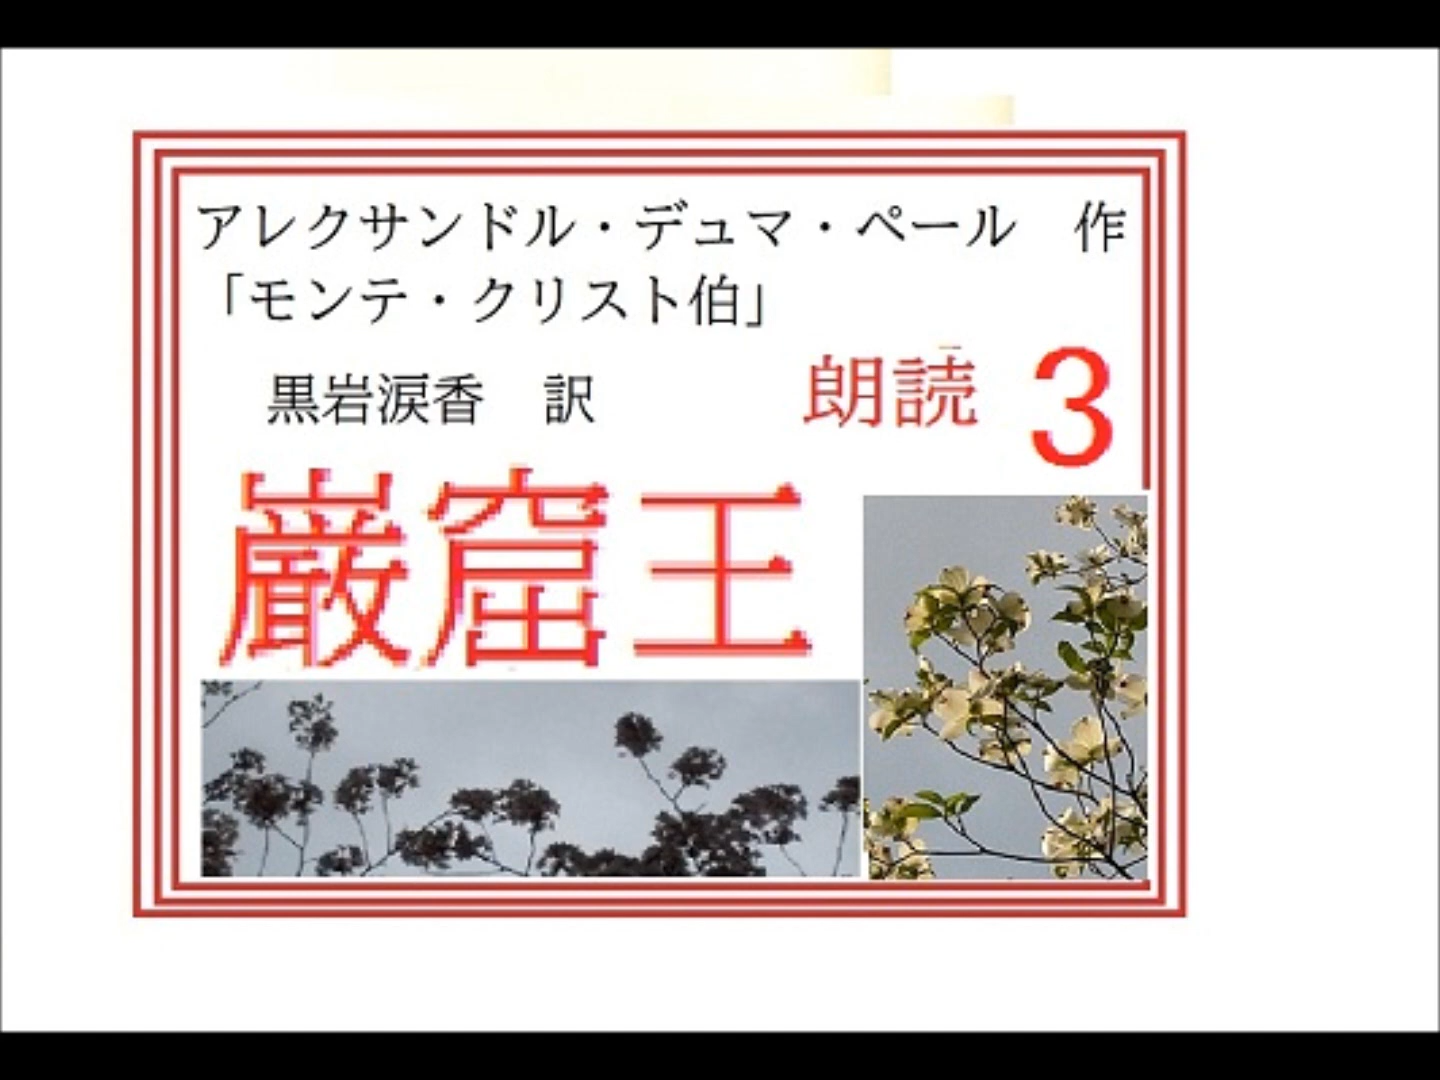 アレクサンドル・デュマ・ペール　作
「モンテ・クリスト伯」
黒岩涙香　訳
朗読 3
巌窟王